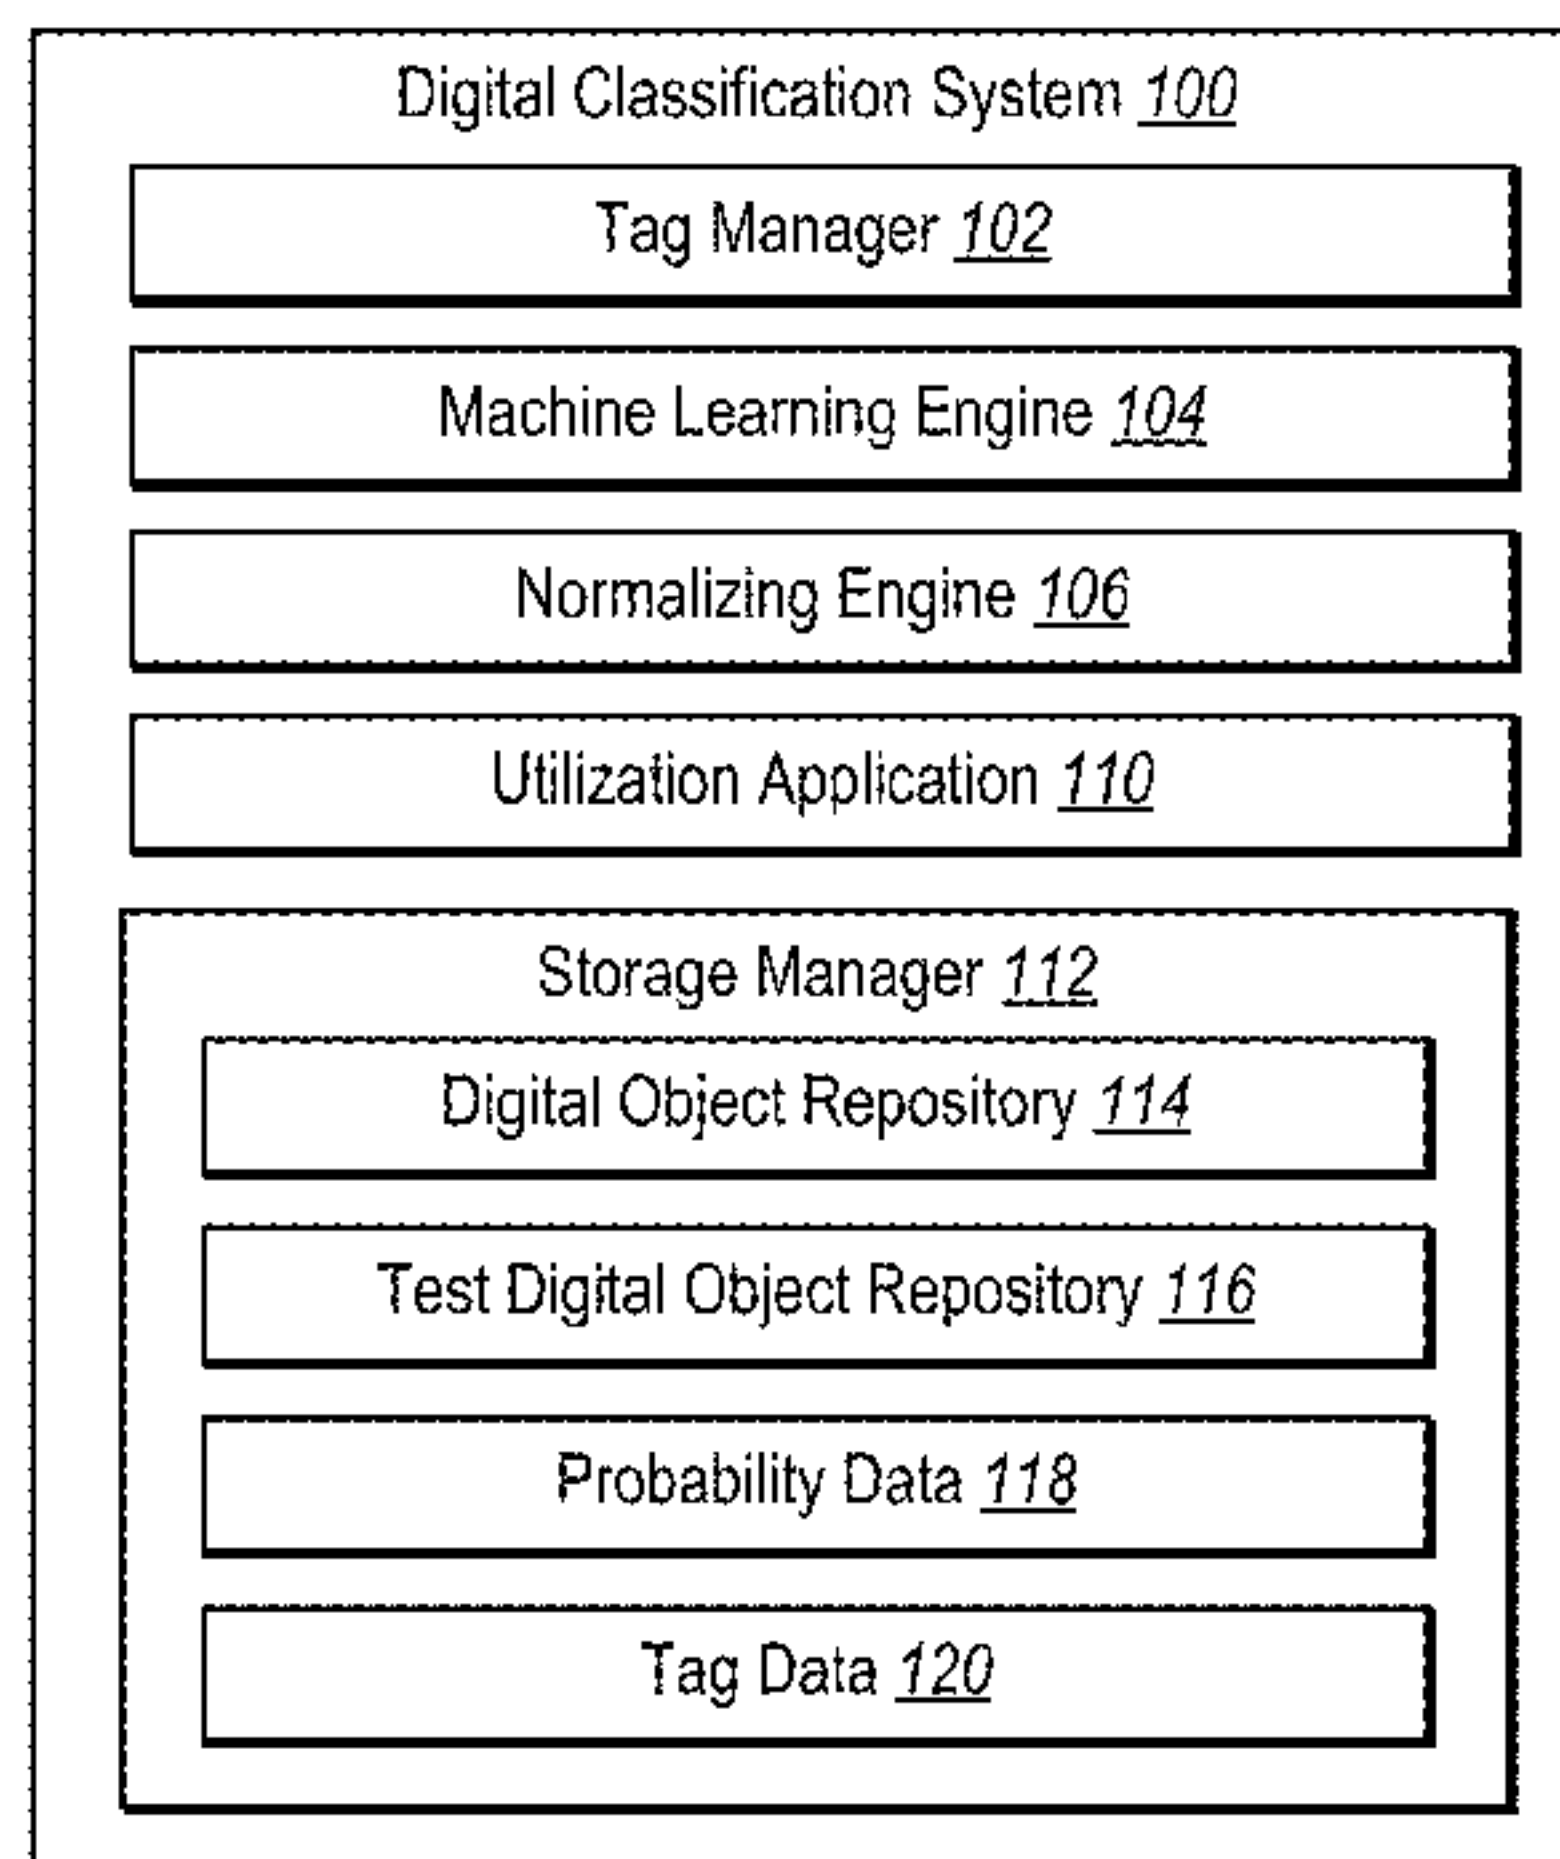 Digital Classification System 100
Tag Manager 102
Machine Learning Engine 104
Normalizing Engine 106
Utilization Application 110
Storage Manager 112
Digital Object Repository 114
Test Digital Object Repository 116
Probability Data 118
Tag Data 120